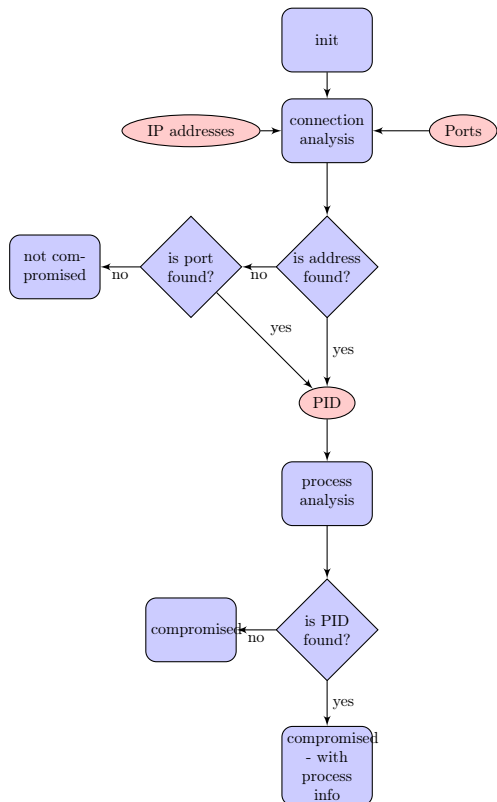 init
IP addresses
connection
analysis
Ports
not com-
promised
no
is port
found?
no
is address
found?
yes
yes
PID
process
analysis
compromised
no
is PID
found?
yes
compromised
- with
process
info